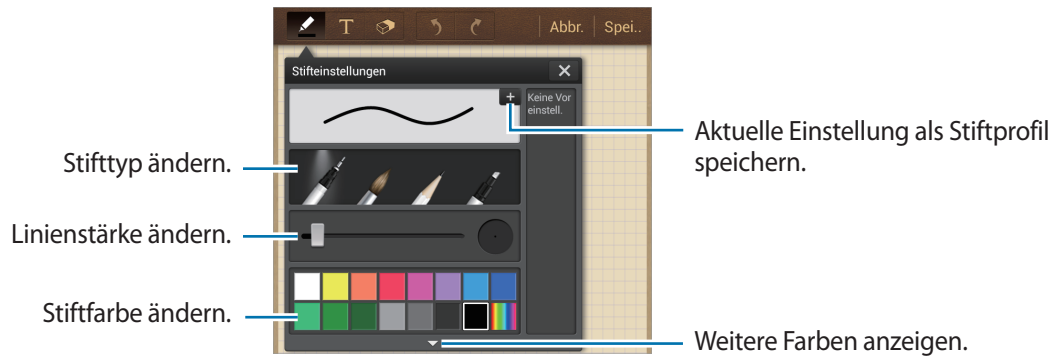 T
Abbr.
Spei..
Stifteinstellungen
Keine Vor
einstell.
Aktuelle Einstellung als Stiftprofil
speichern.
Stifttyp ändern.
Linienstärke ändern.
Stiftfarbe ändern.
Weitere Farben anzeigen.